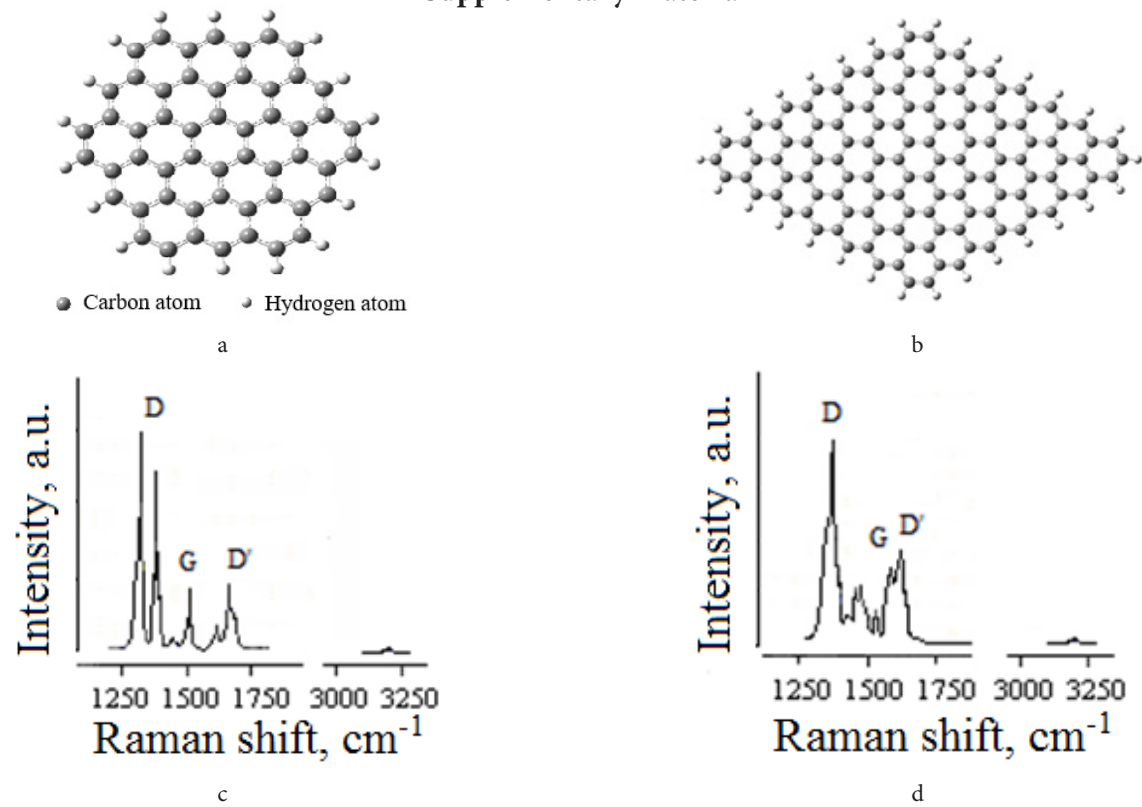 Carbon atom Hydrogen atom
a
b
Intensity, a.u.
D
G
D'
1250 1500 1750 3000 3250
Raman shift, cm-1
c
Intensity, a.u.
D
G
D'
1250 1500 1750 3000 3250
Raman shift, cm-1
d